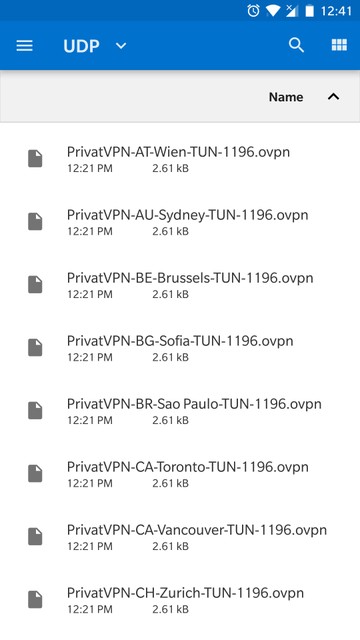 12:41
UDP
Name
PrivatVPN-AT-Wien-TUN-1196.ovpn
12:21 PM 2.61 kB
PrivatVPN-AU-Sydney-TUN-1196.ovpn
12:21 PM 2.61 kB
PrivatVPN-BE-Brussels-TUN-1196.ovpn
12:21 PM 2.61 kB
PrivatVPN-BG-Sofia-TUN-1196.ovpn
12:21 PM 2.61 kB
PrivatVPN-BR-Sao Paulo-TUN-1196.ovpn
12:21 PM 2.61 kB
PrivatVPN-CA-Toronto-TUN-1196.ovpn
12:21 PM 2.61 kB
PrivatVPN-CA-Vancouver-TUN-1196.ovpn
12:21 PM 2.61 kB
PrivatVPN-CH-Zurich-TUN-1196.ovpn
12:21 PM 2.61 kB